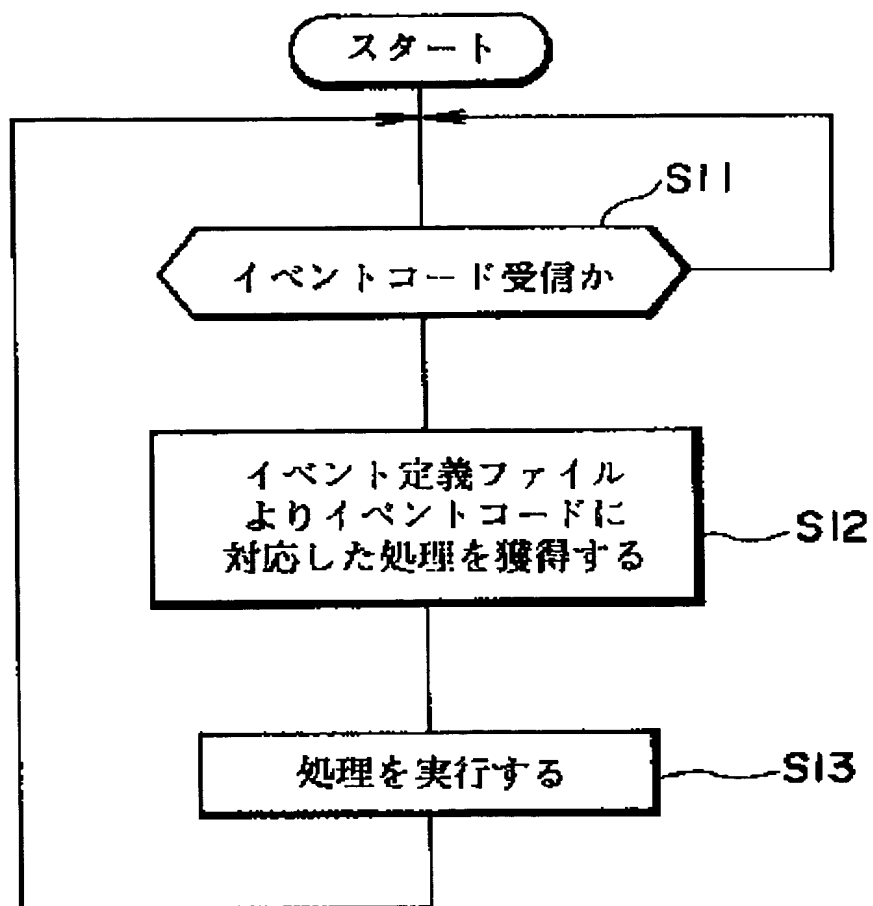 スタート
S11
イベントコード受信か
イベント定義ファイル
よりイベントコードに
対応した処理を獲得する
S12
処理を実行する
S13